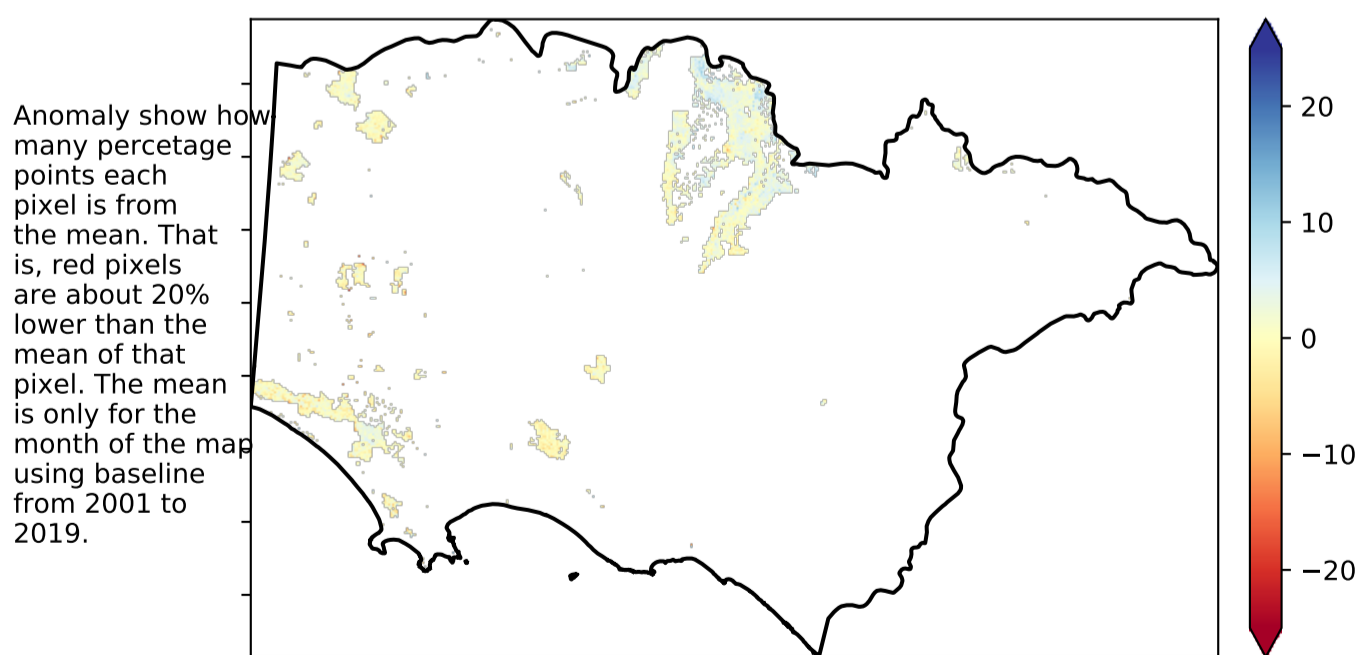 Anomaly show how
many percetage
points each
pixel is from
the mean. That
is, red pixels
are about 20%
lower than the
mean of that
pixel. The mean
is only for the
month of the map
using baseline
from 2001 to
2019.
20
10
0
−10
−20